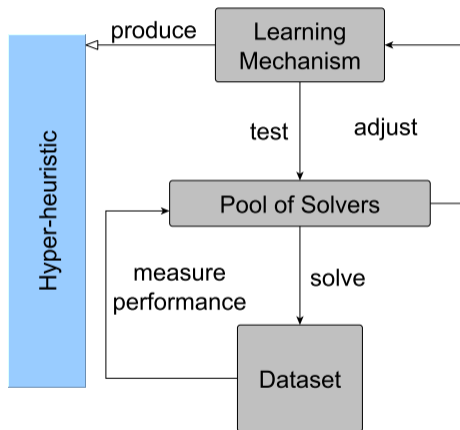 produce
Learning
Mechanism
test
adjust
Hyper-heuristic
Pool of Solvers
measure
performance
solve
Dataset